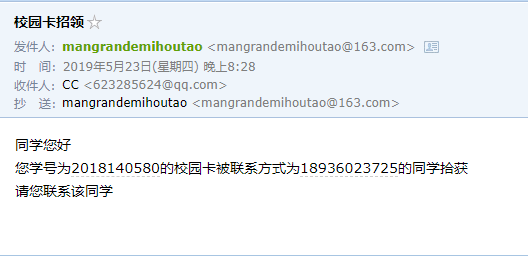 校园卡招领☆
发件人：mangrandemihoutao <mangrandemihoutao@163.com>
时　间：2019年5月23日(星期四) 晚上8:28
收件人：CC <623285624@qq.com>
抄　送：mangrandemihoutao <mangrandemihoutao@163.com>
同学您好
您学号为2018140580的校园卡被联系方式为18936023725的同学拾获
请您联系该同学